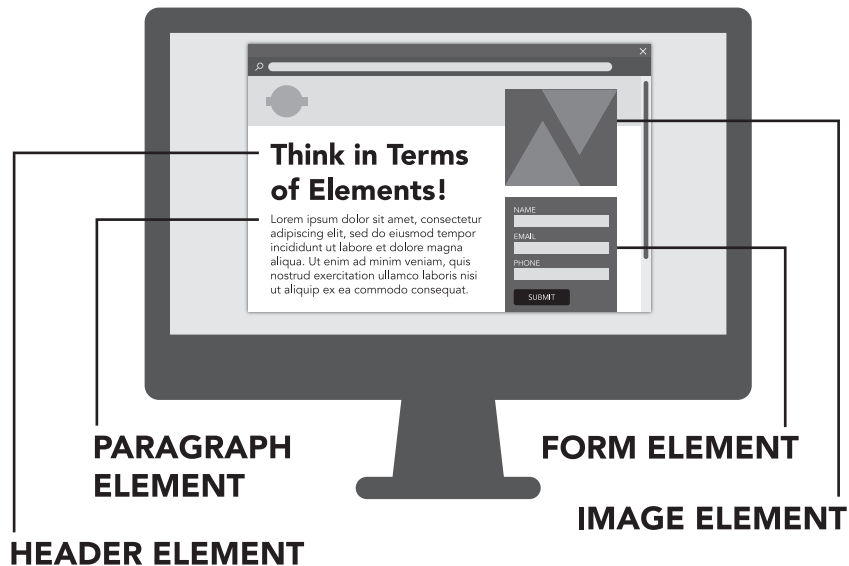 Think in Terms
of Elements!
Lorem ipsum dolor sit amet, consectetur
adipiscing elit, sed do eiusmod tempor
incididunt ut labore et dolore magna
aliqua. Ut enim ad minim veniam, quis
nostrud exercitation ullamco laboris nisi
ut aliquip ex ea commodo consequat.
NAME
EMAIL
PHONE
SUBMIT
PARAGRAPH
ELEMENT
HEADER ELEMENT
FORM ELEMENT
IMAGE ELEMENT